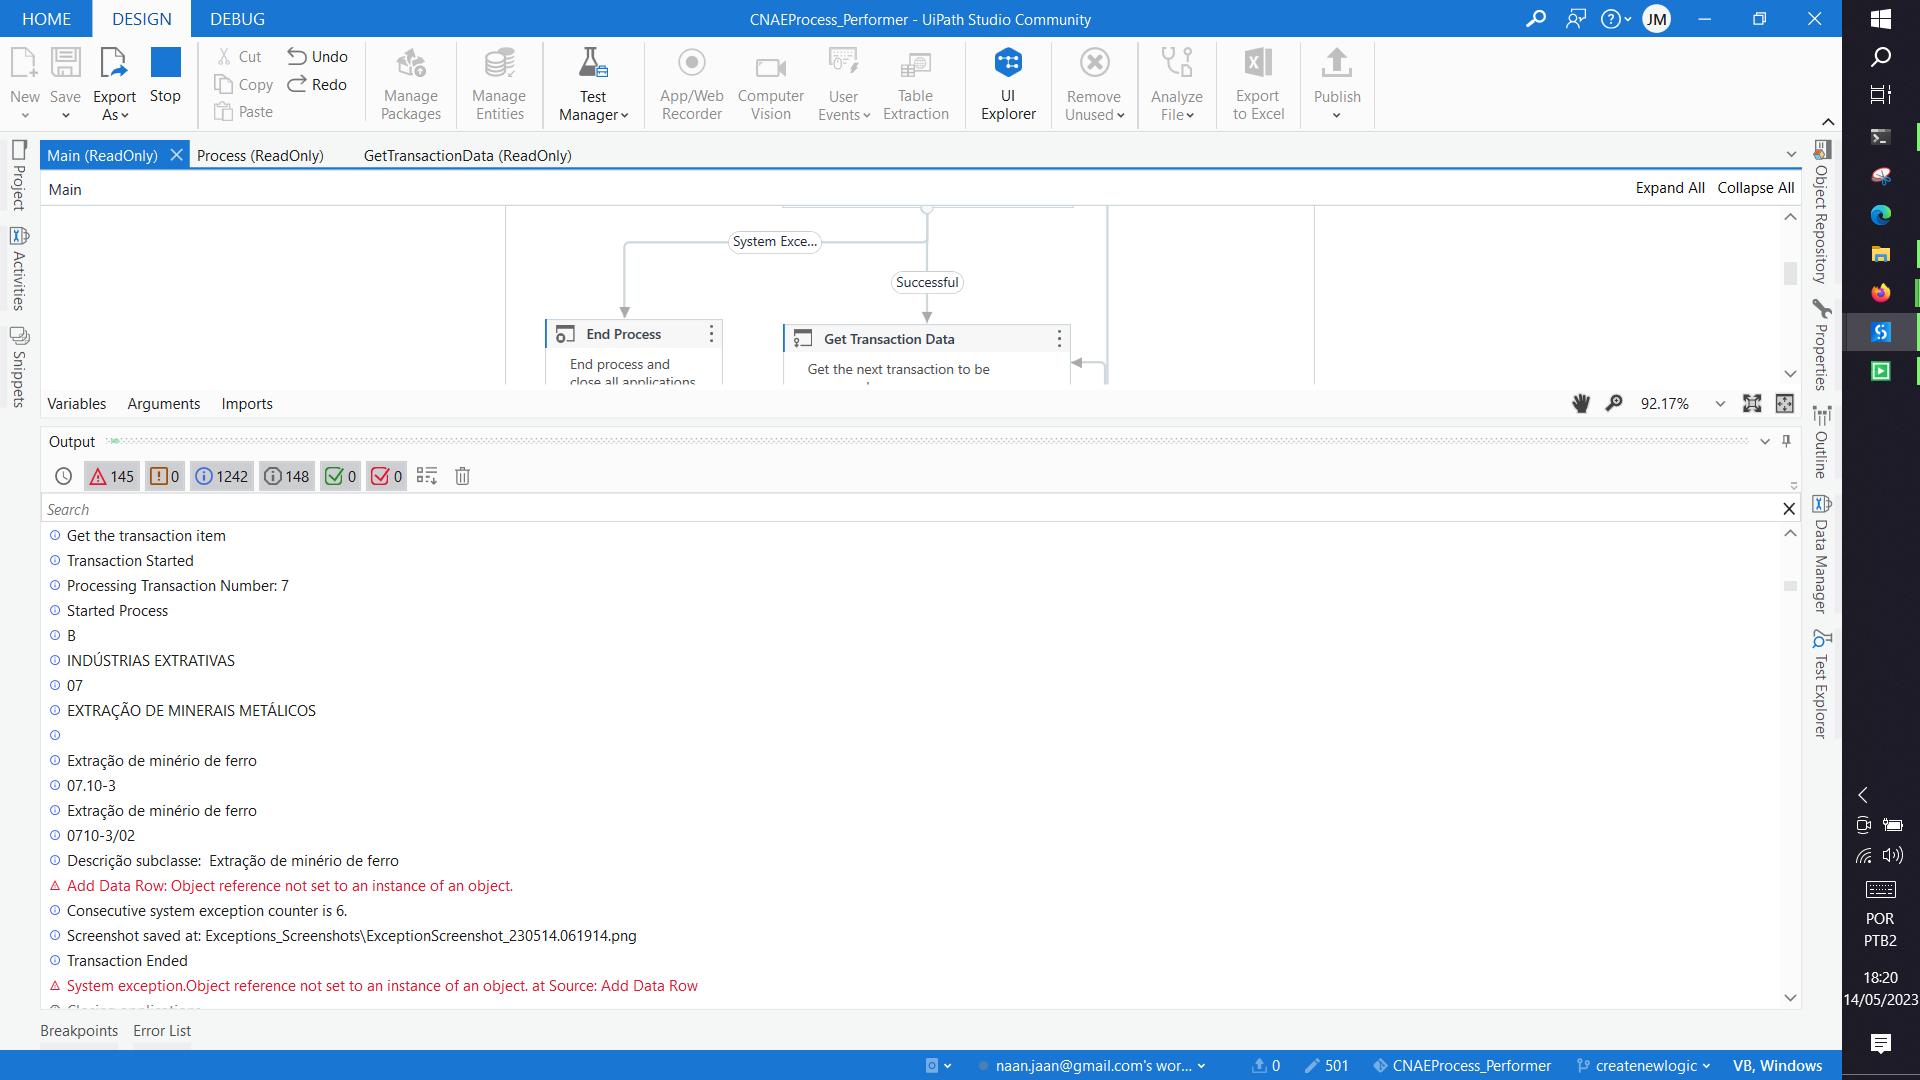 HOME DESIGN DEBUG
CNAEProcess_Performer - UiPath Studio Community
JM
New
Save
Export As
Stop
Cut
Copy
Paste
Undo
Redo
Manage Packages
Manage Entities
Test Manager
App/Web Recorder
Computer Vision
User Events
Table Extraction
UI Explorer
Remove Unused
Analyze File
Export to Excel
Publish
Main (ReadOnly) Process (ReadOnly) GetTransactionData (ReadOnly)
Main
Expand All Collapse All
Project
Activities
Snippets
System Exce...
Successful
End Process
End process and
close all applications
Get Transaction Data
Get the next transaction to be
Variables Arguments Imports
92.17%
Output
145 0 1242 148 0 0
Search
Get the transaction item
Transaction Started
Processing Transaction Number: 7
Started Process
B
INDÚSTRIAS EXTRATIVAS
07
EXTRAÇÃO DE MINERAIS METÁLICOS
Extração de minério de ferro
07.10-3
Extração de minério de ferro
0710-3/02
Descrição subclasse:  Extração de minério de ferro
Add Data Row: Object reference not set to an instance of an object.
Consecutive system exception counter is 6.
Screenshot saved at: Exceptions_Screenshots\ExceptionScreenshot_230514.061914.png
Transaction Ended
System exception.Object reference not set to an instance of an object. at Source: Add Data Row
Breakpoints Error List
Object Repository
Properties
Outline
Data Manager
Test Explorer
naan.jaan@gmail.com's wor...
0
501
CNAEProcess_Performer
createnewlogic
VB, Windows
POR
PTB2
18:20
14/05/2023